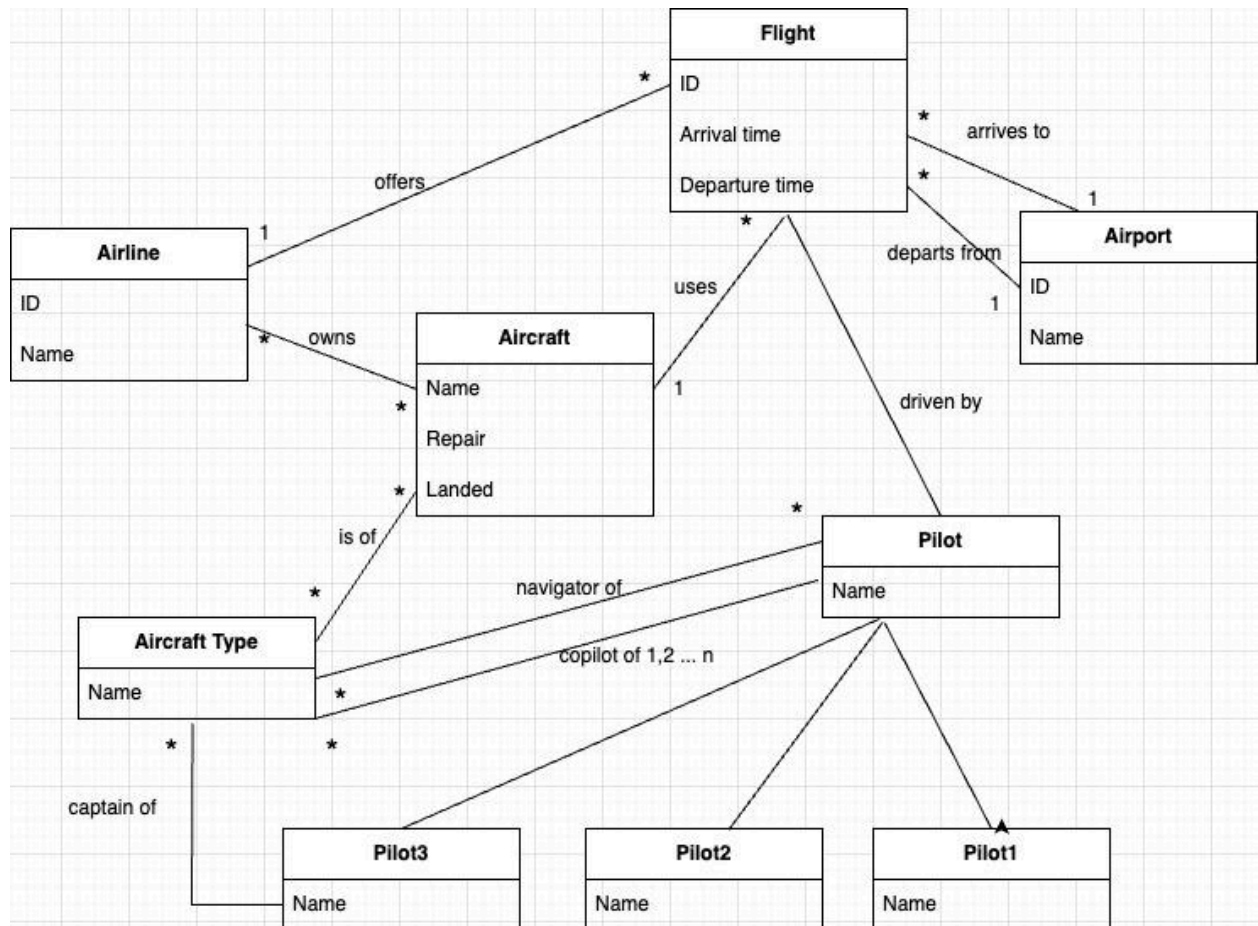 Flight
ID
Arrival time
Departure time
*
*
arrives to
*
1
offers
1
Airline
ID
Name
*
uses
departs from
1
Airport
ID
Name
owns
*
*
Aircraft
Name
Repair
Landed
1
driven by
*
is of
*
*
Pilot
Name
navigator of
copilot of 1,2 ... n
Aircraft Type
Name
*
*
*
captain of
Pilot3
Name
Pilot2
Name
Pilot1
Name